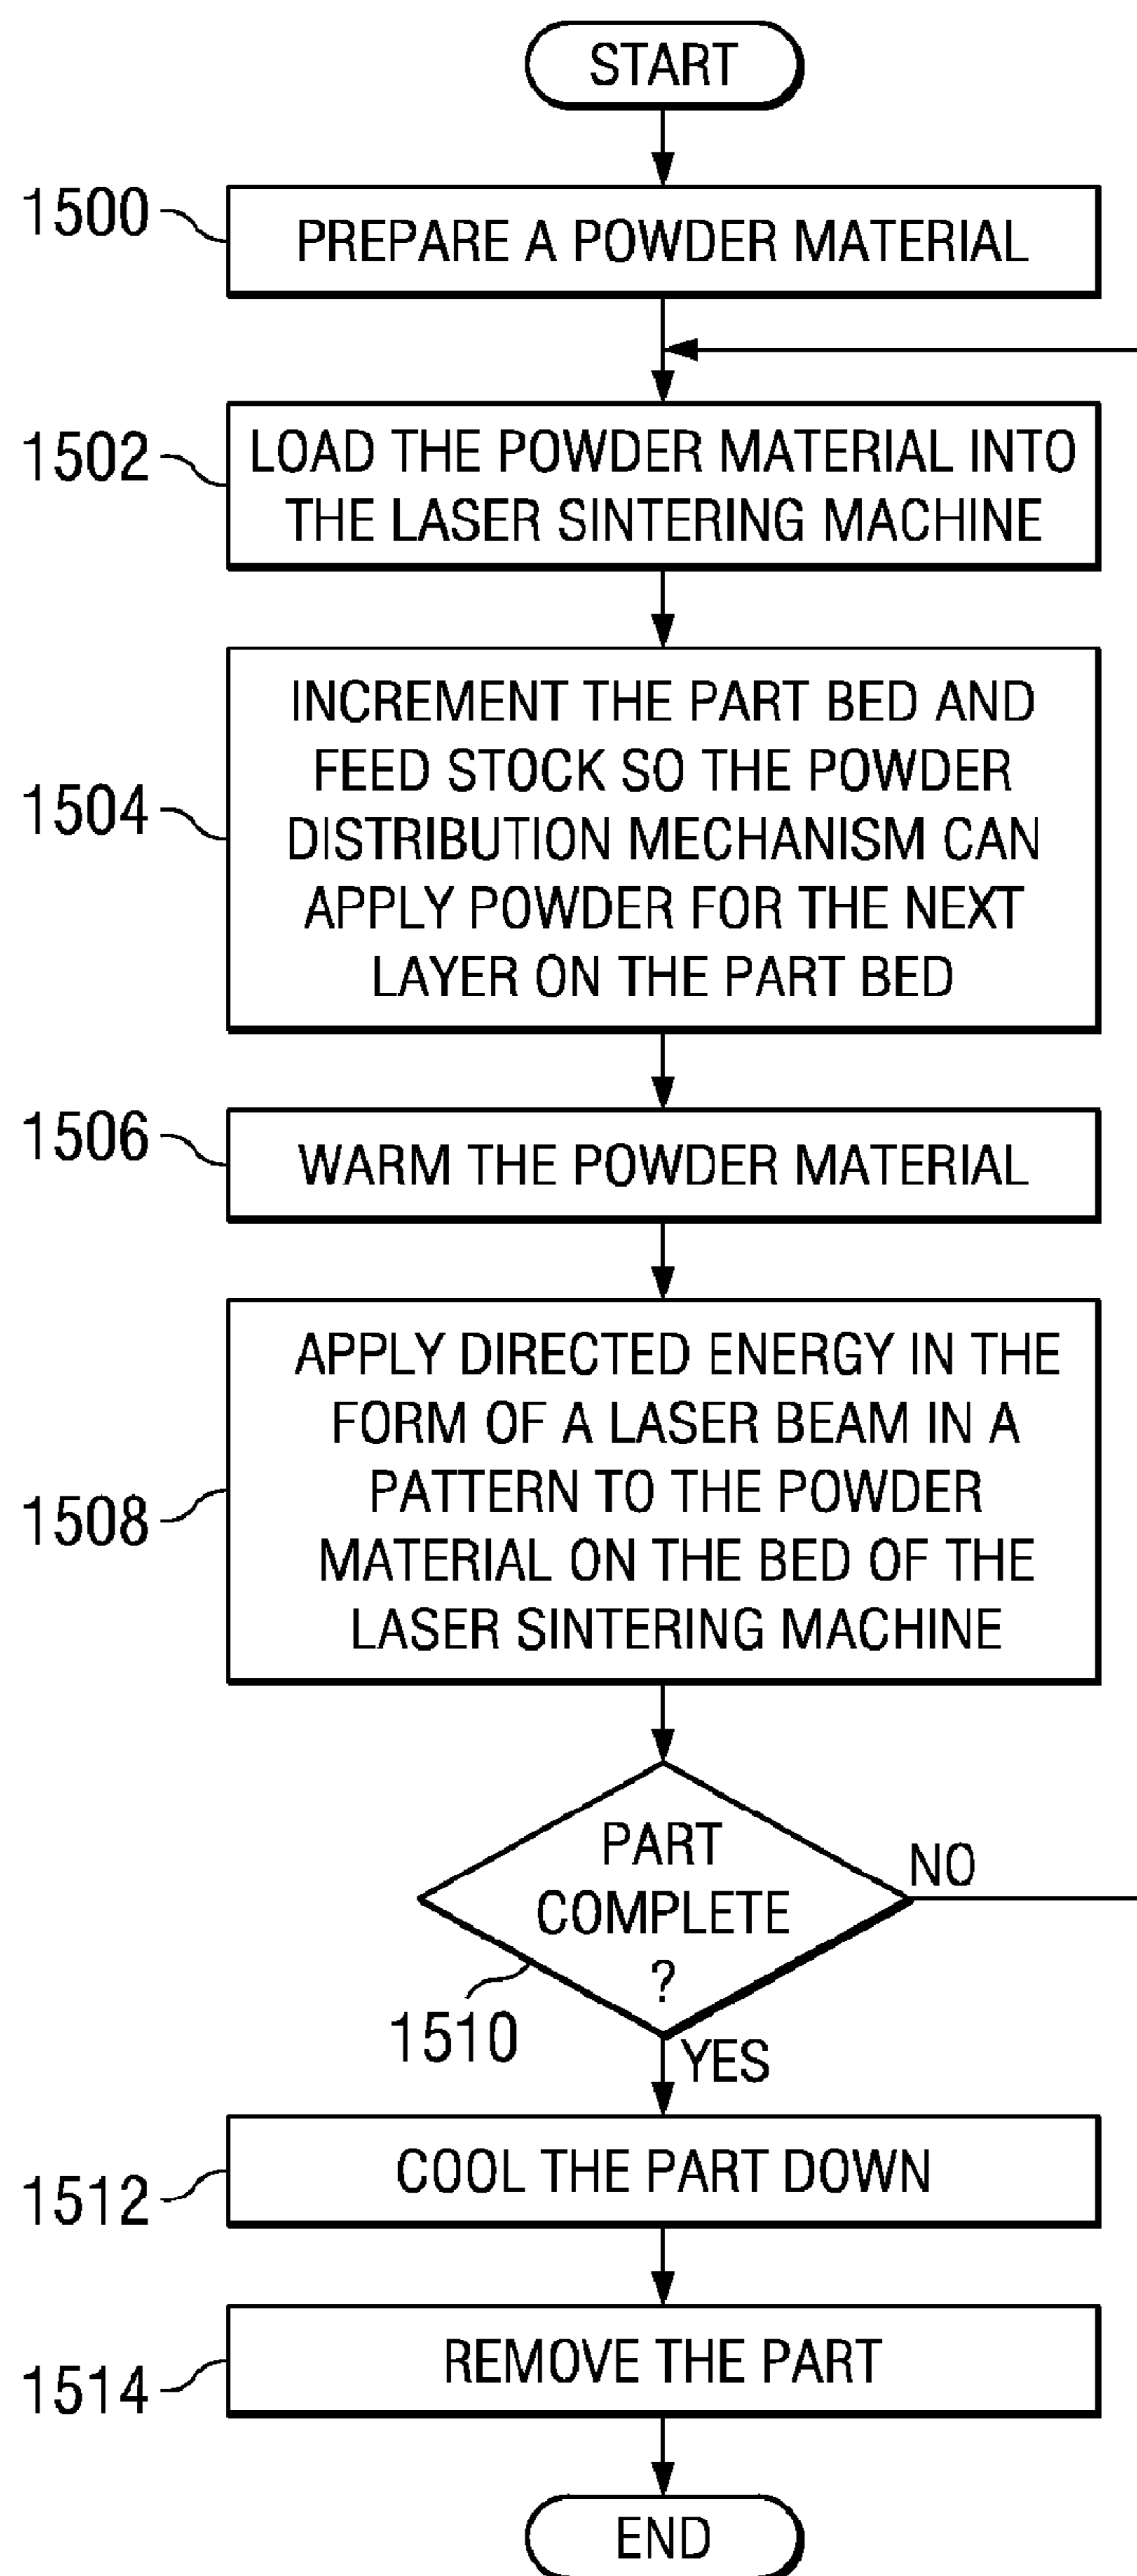 START
1500
PREPARE A POWDER MATERIAL
1502
LOAD THE POWDER MATERIAL INTO
THE LASER SINTERING MACHINE
1504
INCREMENT THE PART BED AND
FEED STOCK SO THE POWDER
DISTRIBUTION MECHANISM CAN
APPLY POWDER FOR THE NEXT
LAYER ON THE PART BED
1506
WARM THE POWDER MATERIAL
1508
APPLY DIRECTED ENERGY IN THE
FORM OF A LASER BEAM IN A
PATTERN TO THE POWDER
MATERIAL ON THE BED OF THE
LASER SINTERING MACHINE
PART
COMPLETE
?
NO
1510
YES
1512
COOL THE PART DOWN
1514
REMOVE THE PART
END